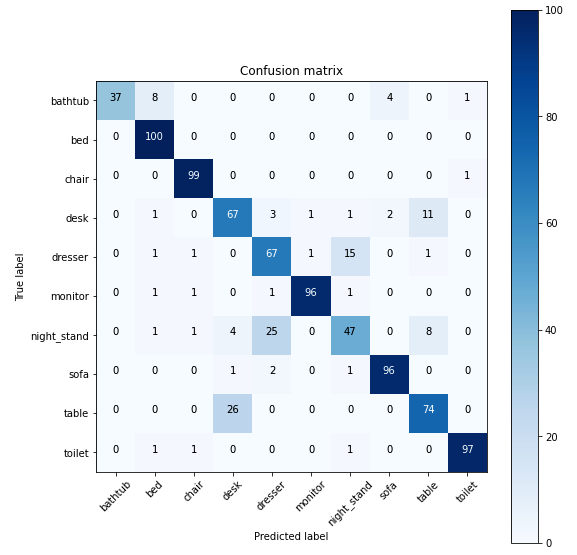 Confusion matrix
bathtub 37 8 0 0 0 0 0 4 0 1
bed 0 100 0 0 0 0 0 0 0 0
chair 0 0 99 0 0 0 0 0 0 1
desk 0 1 0 67 3 1 1 2 11 0
dresser 0 1 1 0 67 1 15 0 1 0
monitor 0 1 1 0 1 96 1 0 0 0
night_stand 0 1 1 4 25 0 47 0 8 0
sofa 0 0 0 1 2 0 1 96 0 0
table 0 0 0 26 0 0 0 0 74 0
toilet 0 1 1 0 0 0 1 0 0 97
bathtub bed chair desk dresser monitor night_stand sofa table toilet
Predicted label
True label
100
80
60
40
20
0